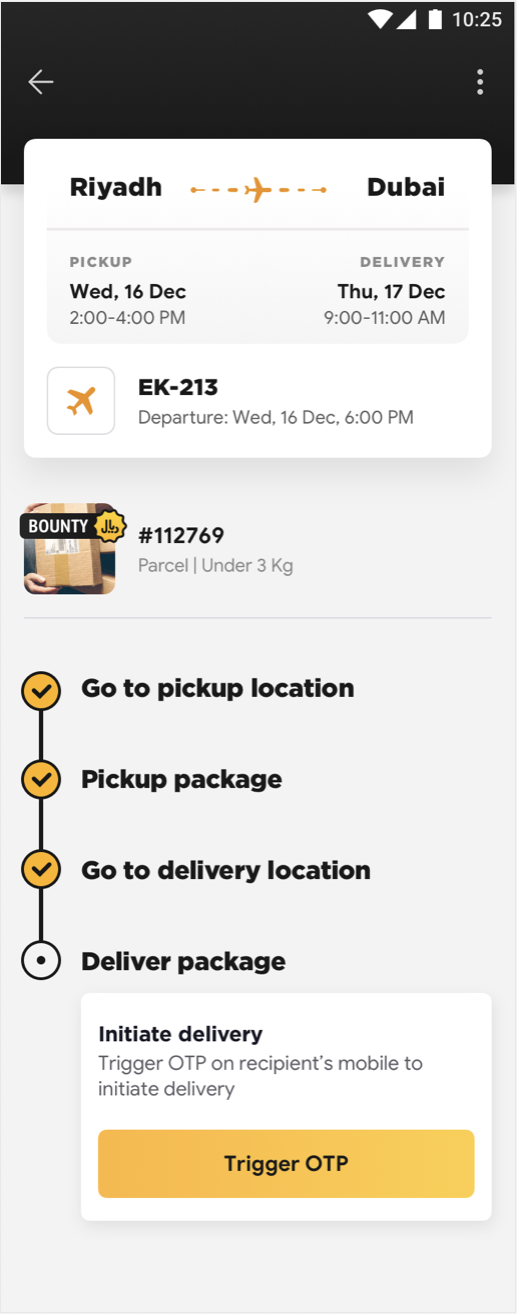 10:25
Riyadh Dubai
PICKUP DELIVERY
Wed, 16 Dec Thu, 17 Dec
2:00-4:00 PM 9:00-11:00 AM
EK-213
Departure: Wed, 16 Dec, 6:00 PM
BOUNTY ريال
#112769
Parcel | Under 3 Kg
Go to pickup location
Pickup package
Go to delivery location
Deliver package
Initiate delivery
Trigger OTP on recipient’s mobile to
initiate delivery
Trigger OTP